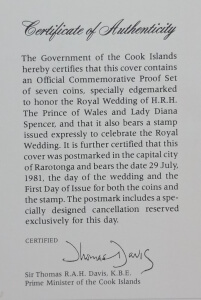 Certificate of Authenticity
The Government of the Cook Islands
hereby certifies that this cover contains
an Official Commemorative Proof Set
of seven coins, specially edgemarked
to honor the Royal Wedding of H.R.H.
The Prince of Wales and Lady Diana
Spencer, and that it also bears a stamp
issued expressly to celebrate the Royal
Wedding. It is further certified that this
cover was postmarked in the capital city
of Rarotonga and bears the date 29 July,
1981, the day of the wedding and the
First Day of Issue for both the coins and
the stamp. The postmark includes a spe-
cially designed cancellation reserved
exclusively for this day.
CERTIFIED
Thomas Davis
Sir Thomas R.A.H. Davis, K.B.E.
Prime Minister of the Cook Islands